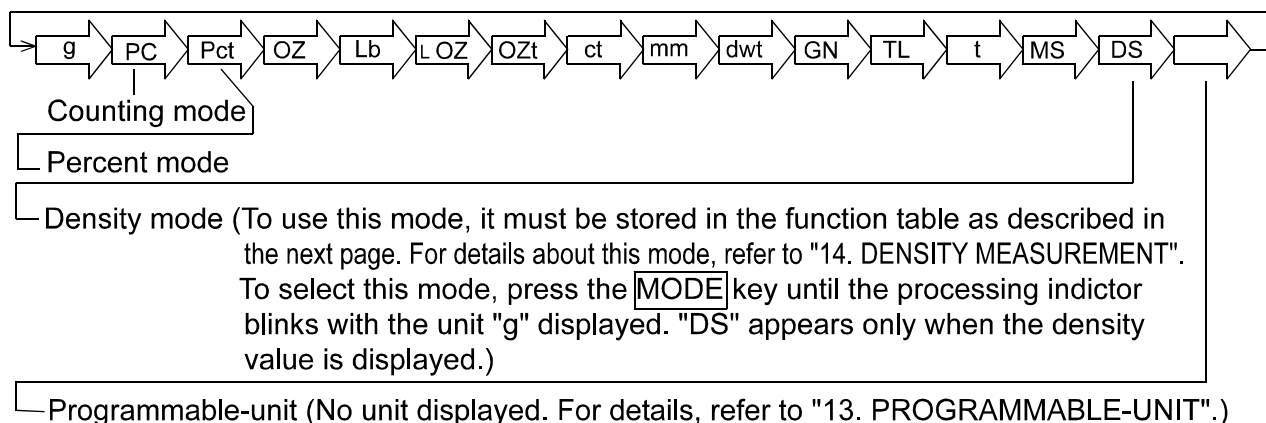 g PC Pct OZ Lb L OZ OZt ct mm dwt GN TL t MS DS
Counting mode
Percent mode
Density mode (To use this mode, it must be stored in the function table as described in
the next page. For details about this mode, refer to "14. DENSITY MEASUREMENT".
To select this mode, press the MODE key until the processing indictor
blinks with the unit "g" displayed. "DS" appears only when the density
value is displayed.)
Programmable-unit (No unit displayed. For details, refer to "13. PROGRAMMABLE-UNIT".)